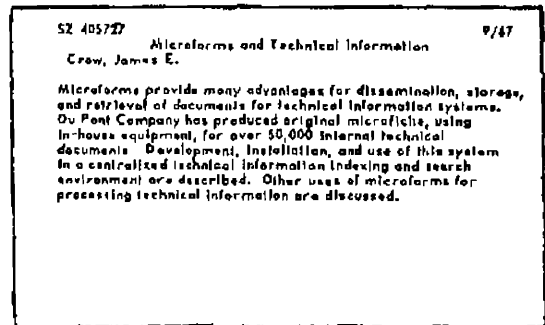 SZ 405727 9/67
Microforms and Technical Information
Crow, James E.
Microforms provide many advantages for dissemination, storage,
and retrieval of documents for technical information systems.
Du Pont Company has produced original microfiche, using
in-house equipment, for over 50,000 internal technical
documents. Development, installation, and use of this system
in a centralized technical information indexing and search
environment are described. Other uses of microforms for
processing technical information are discussed.